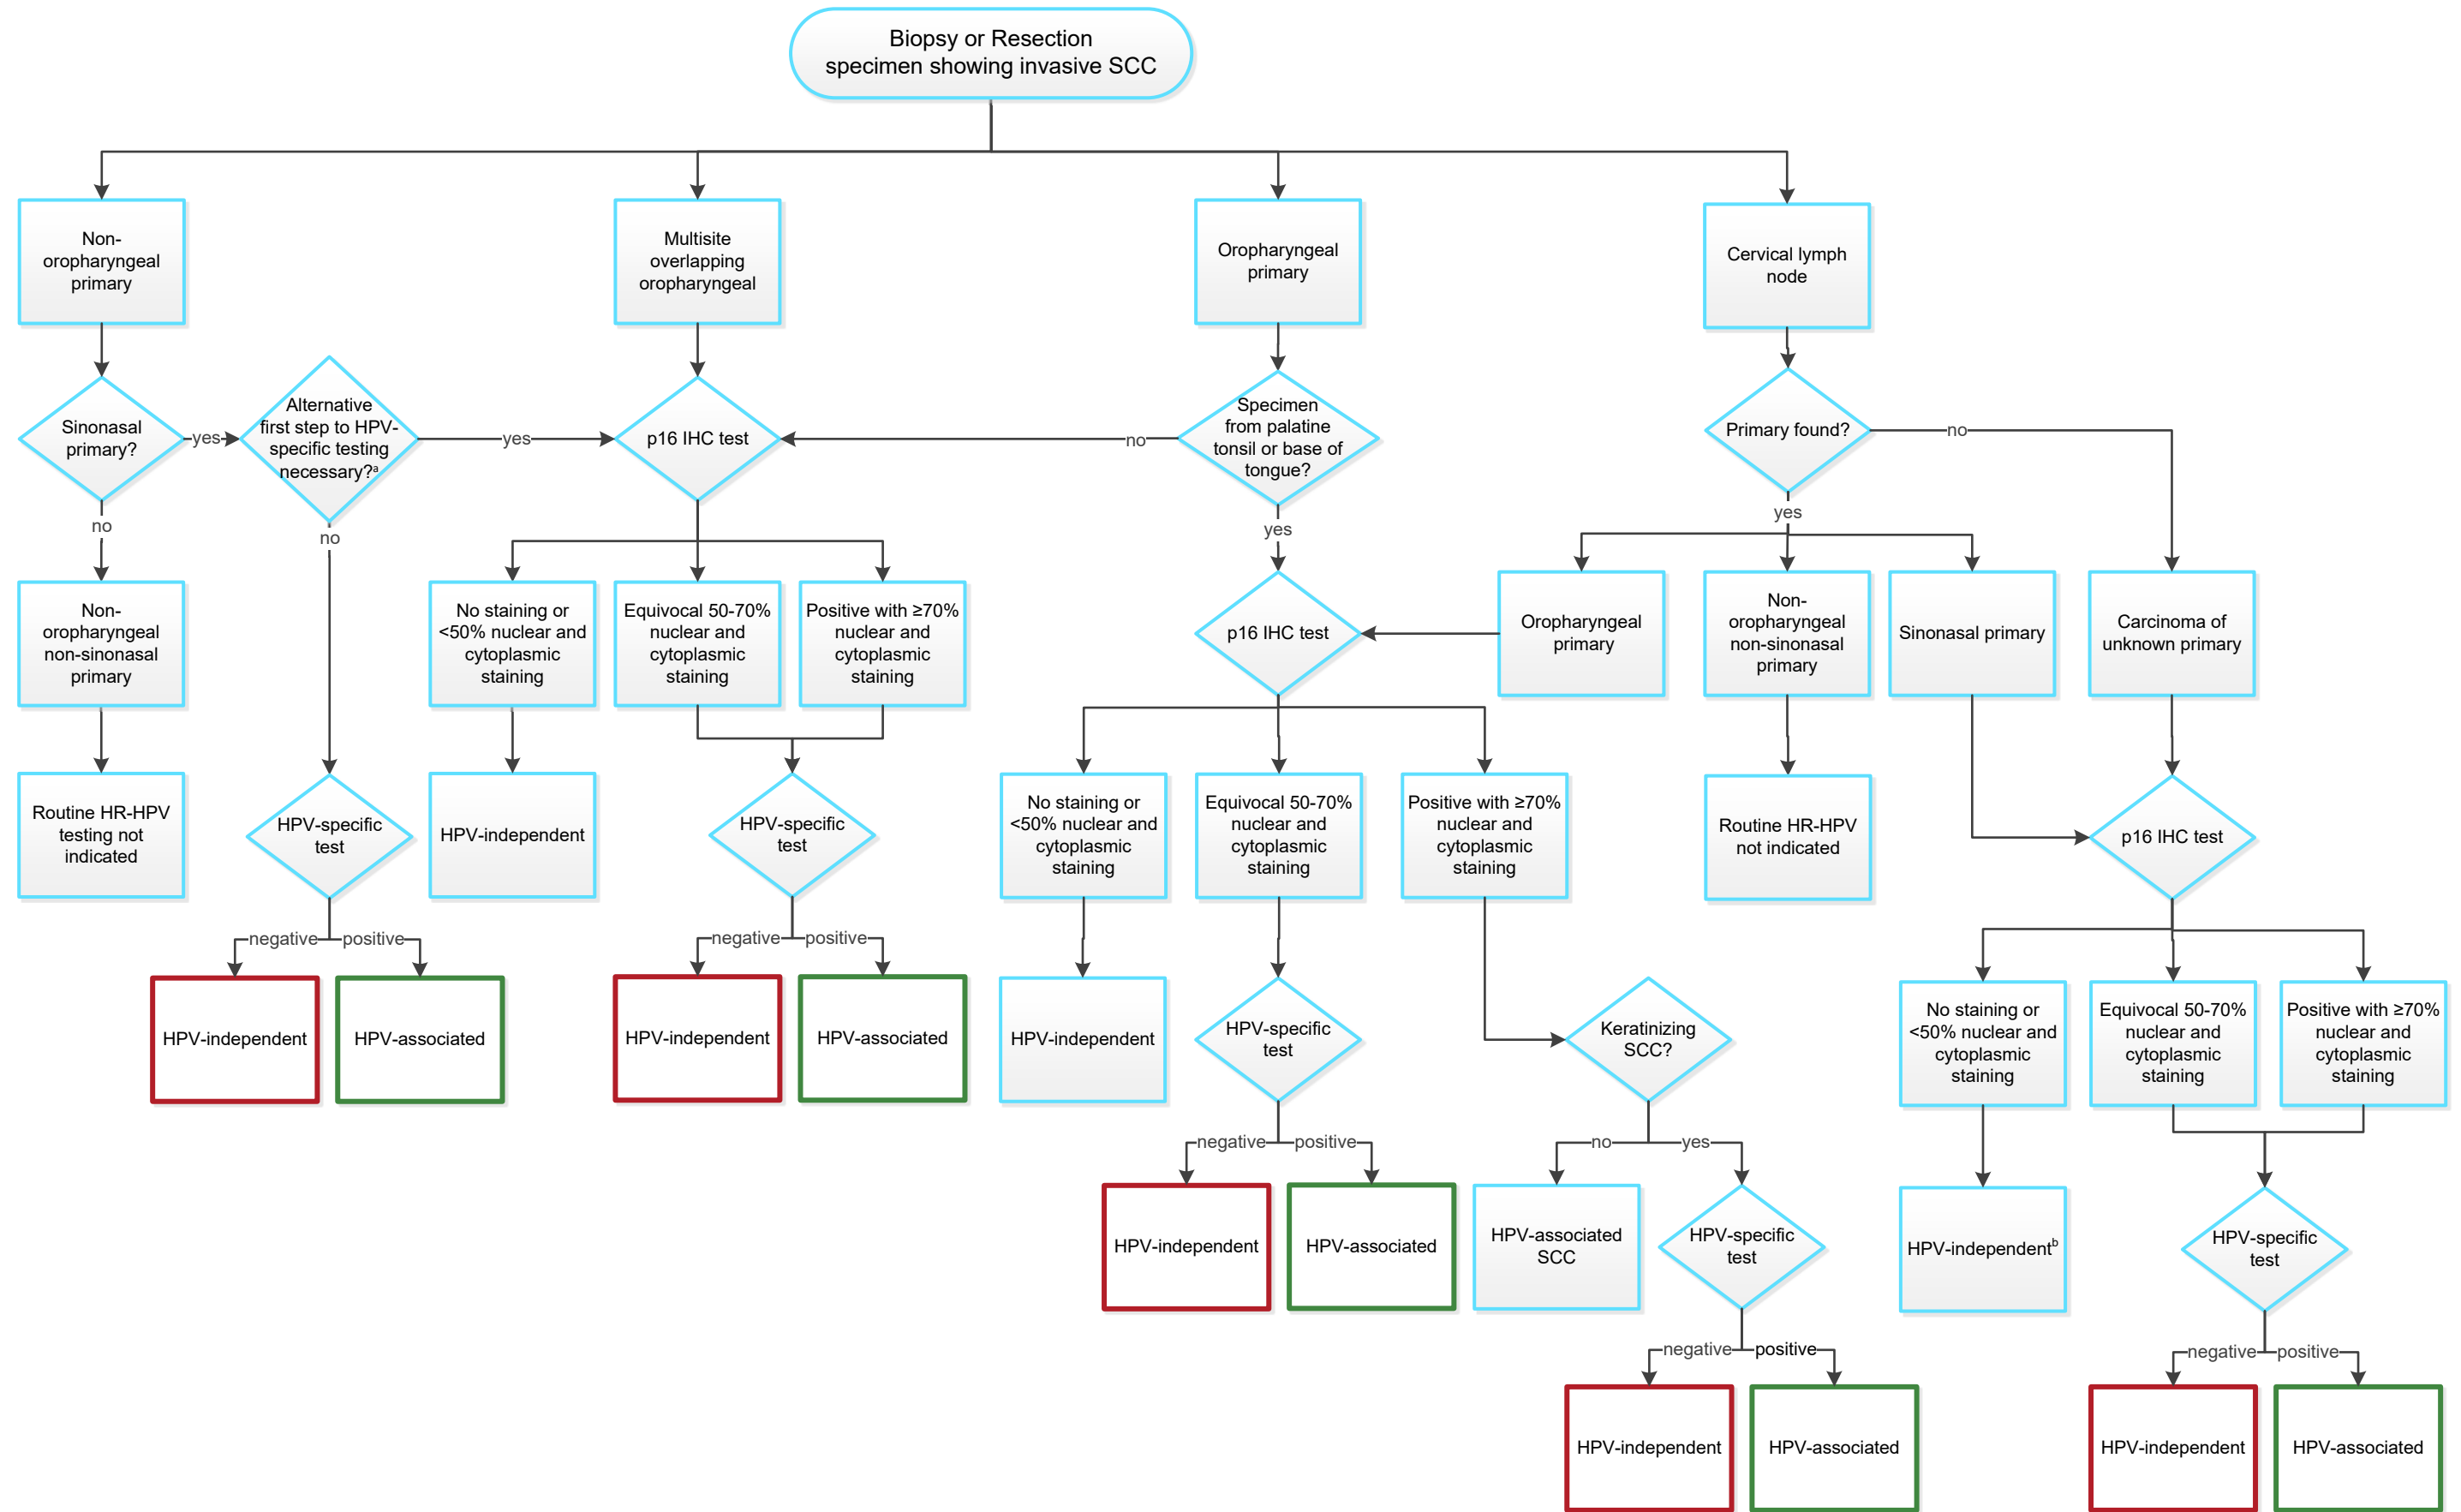 Biopsy or Resection
specimen showing invasive SCC
Non-
oropharyngeal
primary
Multisite
overlapping
oropharyngeal
Oropharyngeal
primary
Cervical lymph
node
Sinonasal
primary?
yes
Alternative
first step to HPV-
specific testing
necessary?ª
yes
p16 IHC test
no
Specimen
from palatine
tonsil or base of
tongue?
Primary found?
no
no
no
yes
yes
Non-
oropharyngeal
non-sinonasal
primary
No staining or
<50% nuclear and
cytoplasmic
staining
Equivocal 50-70%
nuclear and
cytoplasmic
staining
Positive with ≥70%
nuclear and
cytoplasmic
staining
p16 IHC test
Oropharyngeal
primary
Non-
oropharyngeal
non-sinonasal
primary
Sinonasal primary
Carcinoma of
unknown primary
Routine HR-HPV
testing not
indicated
HPV-specific
test
HPV-independent
HPV-specific
test
No staining or
<50% nuclear and
cytoplasmic
staining
Equivocal 50-70%
nuclear and
cytoplasmic
staining
Positive with ≥70%
nuclear and
cytoplasmic
staining
Routine HR-HPV
not indicated
p16 IHC test
negative
positive
negative
positive
HPV-independent
HPV-associated
HPV-independent
HPV-associated
HPV-independent
HPV-specific
test
Keratinizing
SCC?
No staining or
<50% nuclear and
cytoplasmic
staining
Equivocal 50-70%
nuclear and
cytoplasmic
staining
Positive with ≥70%
nuclear and
cytoplasmic
staining
negative
positive
no
yes
HPV-independent
HPV-associated
HPV-associated
SCC
HPV-specific
test
HPV-independentᵇ
HPV-specific
test
negative
positive
negative
positive
HPV-independent
HPV-associated
HPV-independent
HPV-associated